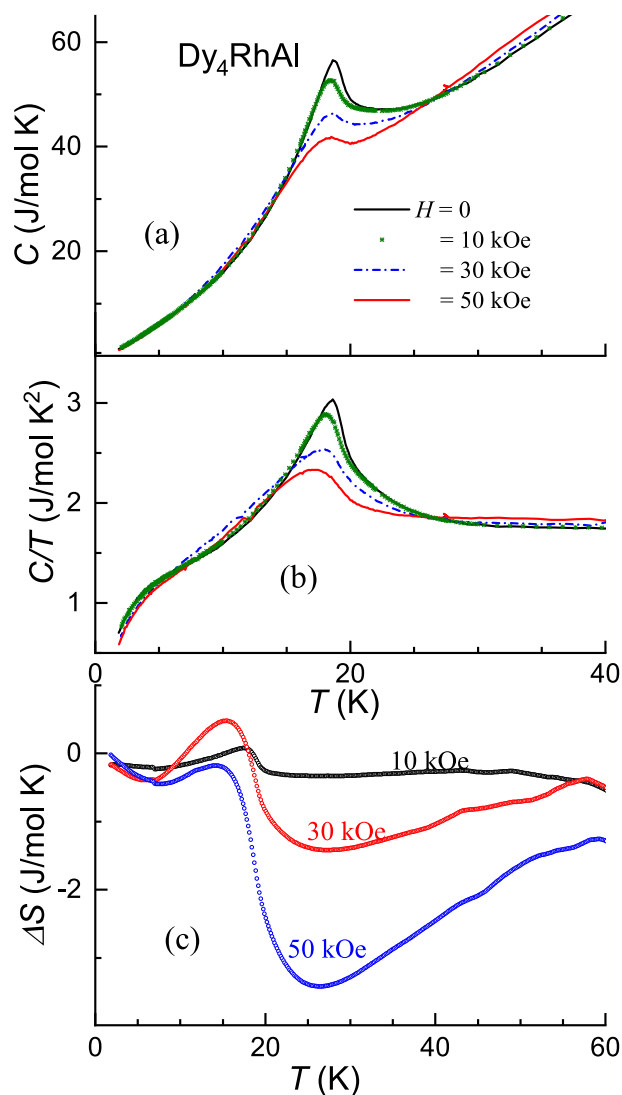 60
Dy₄RhAl
40
C (J/mol K)
H = 0
(a)
= 10 kOe
20
= 30 kOe
= 50 kOe
3
C/T (J/mol K²)
2
(b)
1
0 20 40
T (K)
0
10 kOe
ΔS (J/mol K)
30 kOe
-2
(c)
50 kOe
0 20 40 60
T (K)